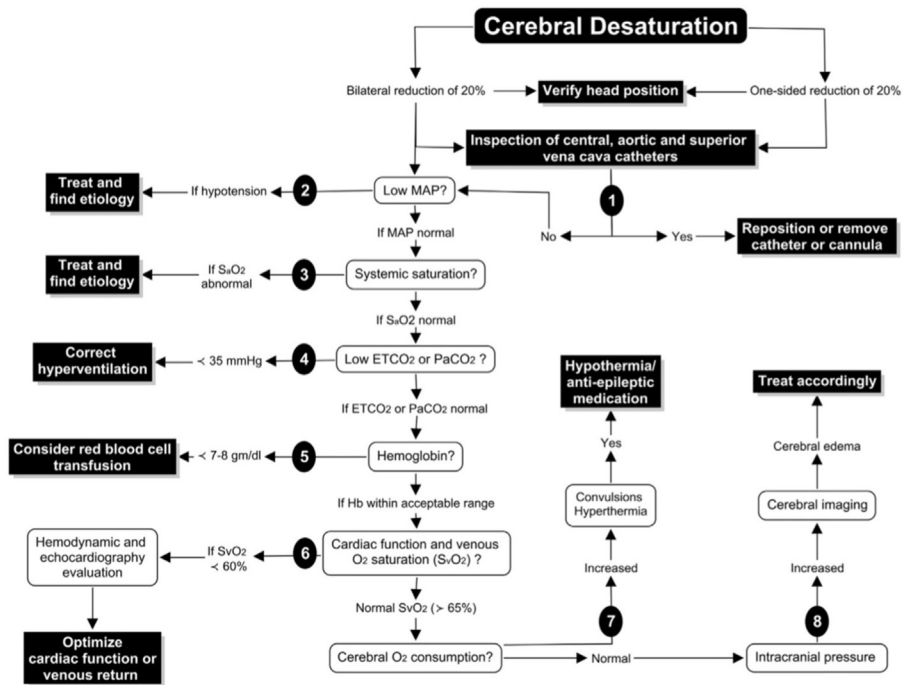 Cerebral Desaturation
Bilateral reduction of 20%
Verify head position
One-sided reduction of 20%
Inspection of central, aortic and superior
vena cava catheters
1
No
Yes
Reposition or remove
catheter or cannula
Low MAP?
2
If hypotension
Treat and
find etiology
If MAP normal
Systemic saturation?
3
If SaO2
abnormal
Treat and
find etiology
If SaO2 normal
Low ETCO2 or PaCO2 ?
4
< 35 mmHg
Correct
hyperventilation
If ETCO2 or PaCO2 normal
Hemoglobin?
5
< 7-8 gm/dl
Consider red blood cell
transfusion
If Hb within acceptable range
Cardiac function and venous
O2 saturation (SvO2) ?
6
If SvO2
< 60%
Hemodynamic and
echocardiography
evaluation
Optimize
cardiac function or
venous return
Normal SvO2 (> 65%)
Cerebral O2 consumption?
7
Increased
Convulsions
Hyperthermia
Yes
Hypothermia/
anti-epileptic
medication
Normal
Intracranial pressure
8
Increased
Cerebral imaging
Cerebral edema
Treat accordingly